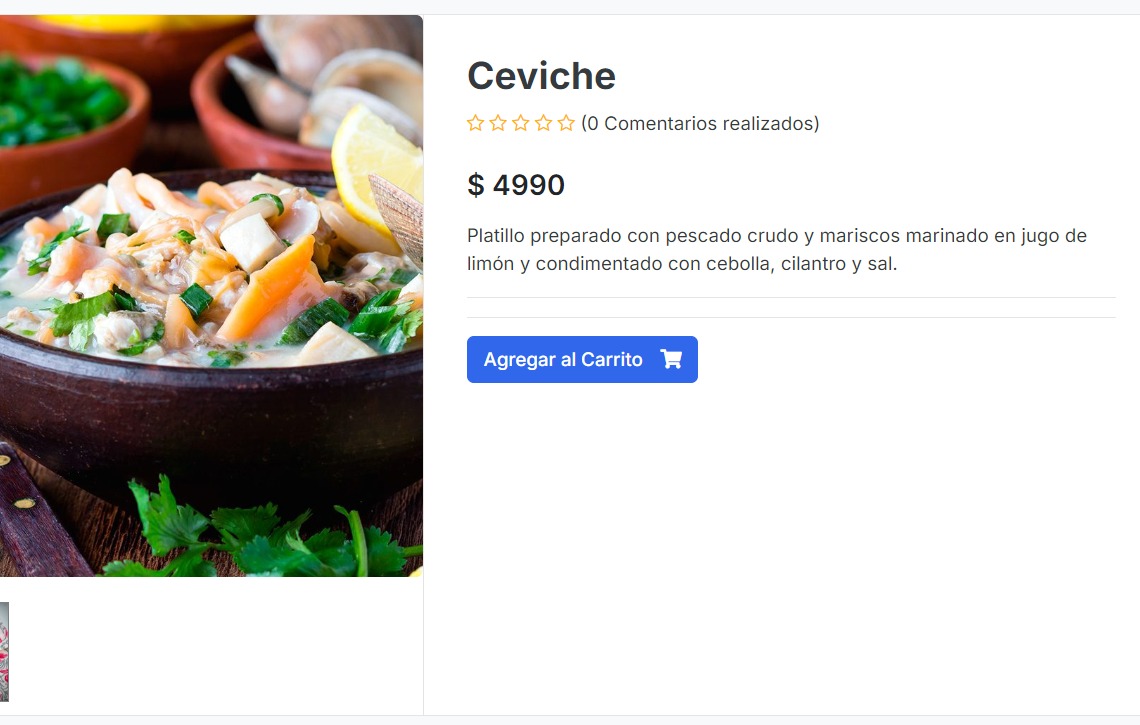 Ceviche
(0 Comentarios realizados)
$ 4990
Platillo preparado con pescado crudo y mariscos marinado en jugo de
limón y condimentado con cebolla, cilantro y sal.
Agregar al Carrito